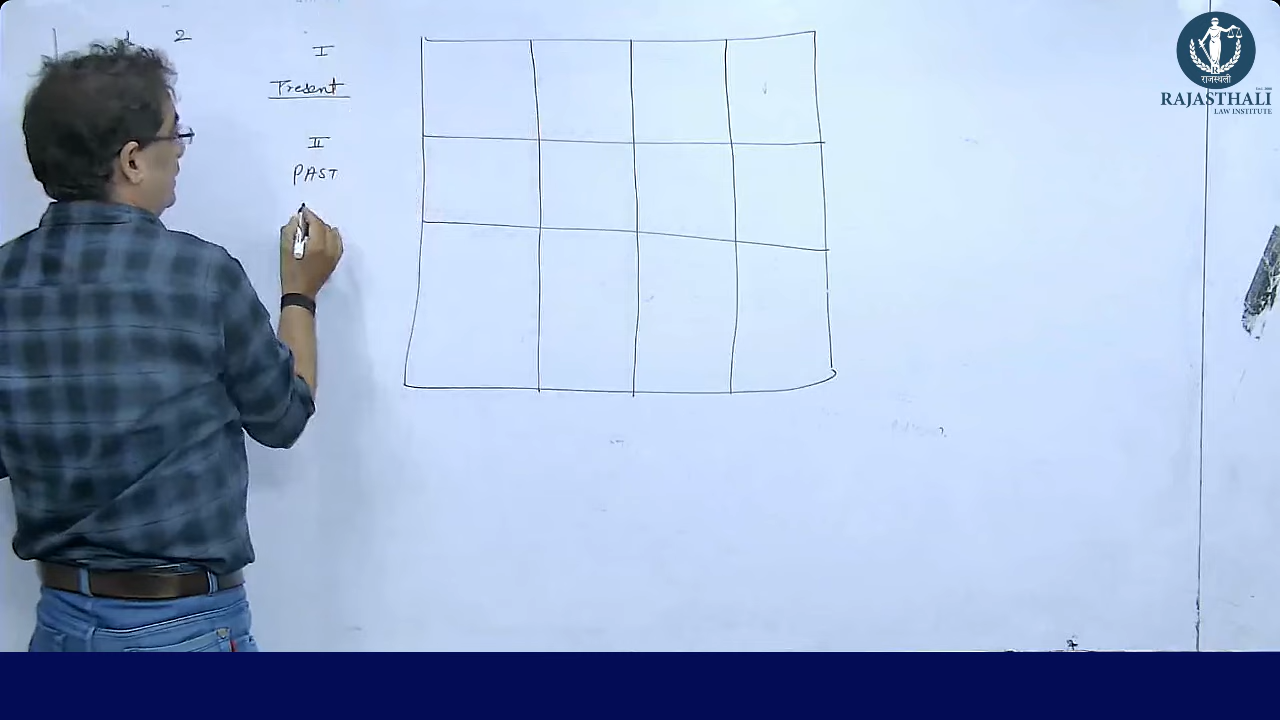 2
I
Present
II
PAST
राजस्थली
RAJASTHALI
LAW INSTITUTE